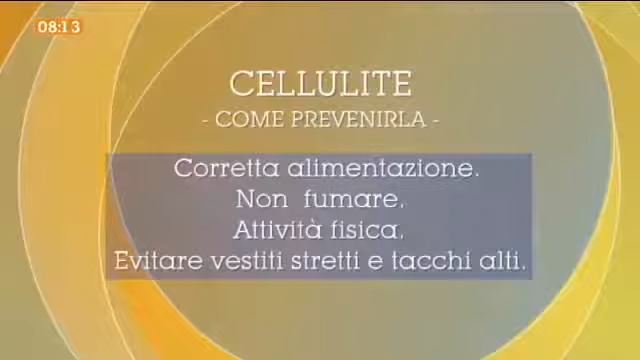 08:13
CELLULITE
- COME PREVENIRLA -
Corretta alimentazione.
Non fumare.
Attività fisica.
Evitare vestiti stretti e tacchi alti.